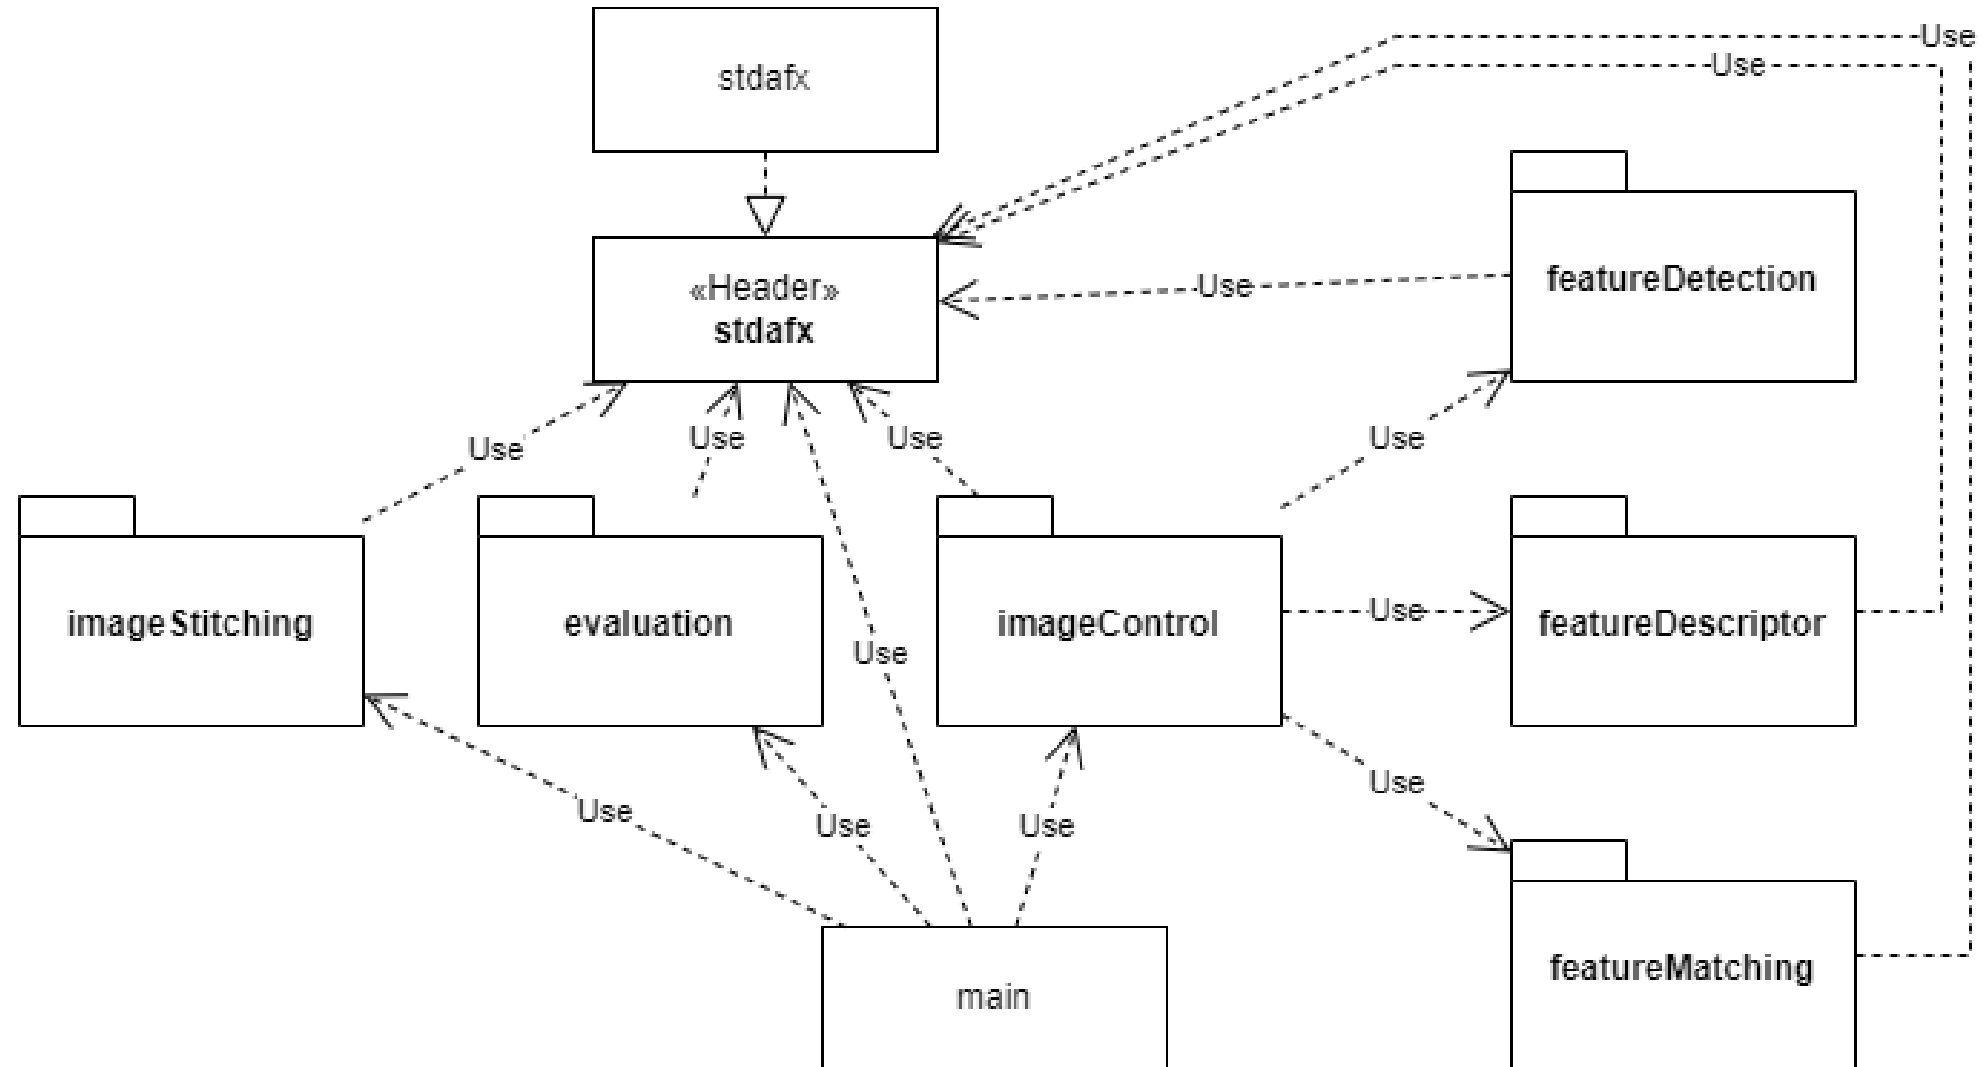 stdafx
Use
Use
«Header»
stdafx
Use
featureDetection
Use
Use
Use
Use
imageStitching
evaluation
Use
imageControl
Use
featureDescriptor
Use
Use
Use
Use
Use
main
featureMatching